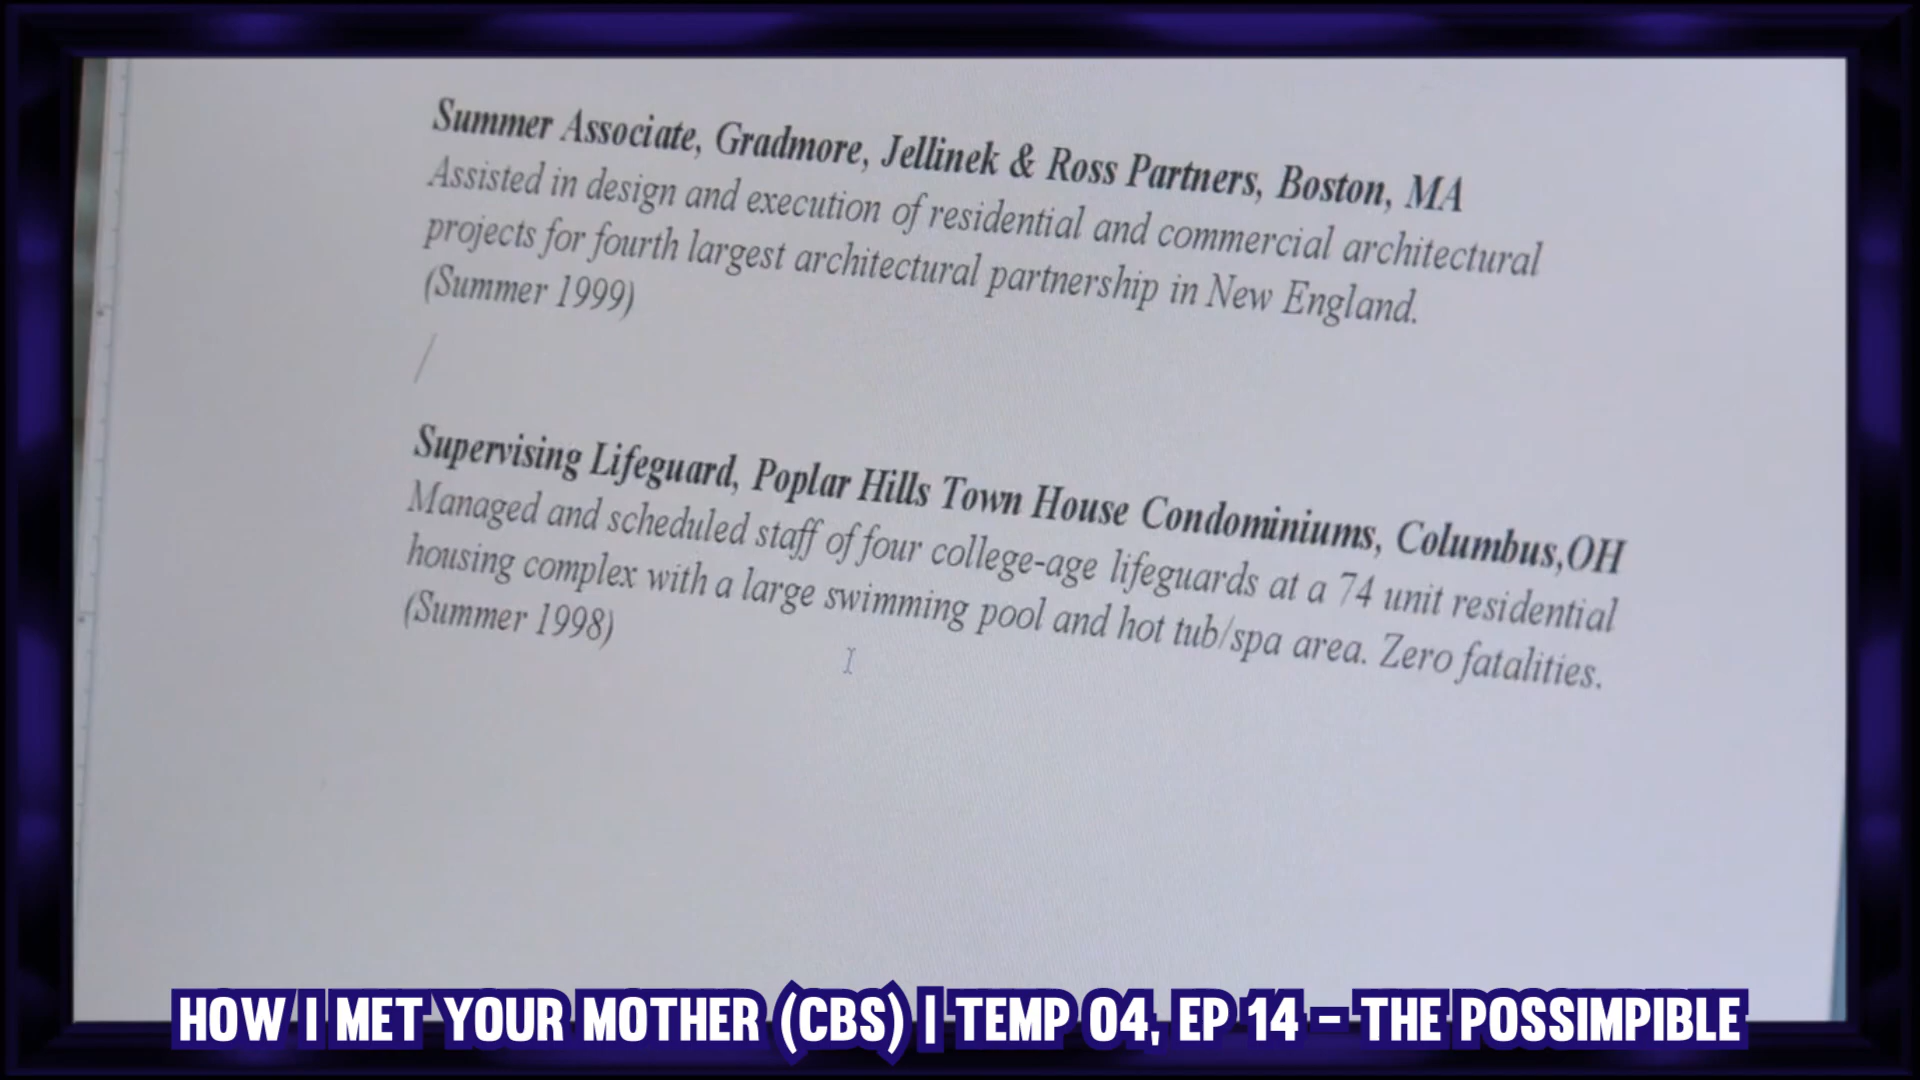 Summer Associate, Gradmore, Jellinek & Ross Partners, Boston, MA
Assisted in design and execution of residential and commercial architectural
projects for fourth largest architectural partnership in New England.
(Summer 1999)
/
Supervising Lifeguard, Poplar Hills Town House Condominiums, Columbus,OH
Managed and scheduled staff of four college-age lifeguards at a 74 unit residential
housing complex with a large swimming pool and hot tub/spa area. Zero fatalities.
(Summer 1998)
HOW I MET YOUR MOTHER (CBS) | TEMP 04, EP 14 - THE POSSIMPIBLE